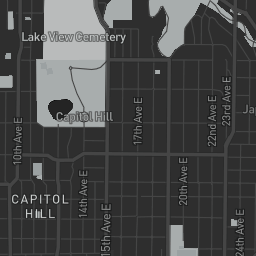 Lake View Cemetery
Capitol Hill
Ja
10th Ave E
14th Ave E
15th Ave E
17th Ave E
20th Ave E
22nd Ave E
23rd Ave E
24th Ave E
CAPITOL
HILL